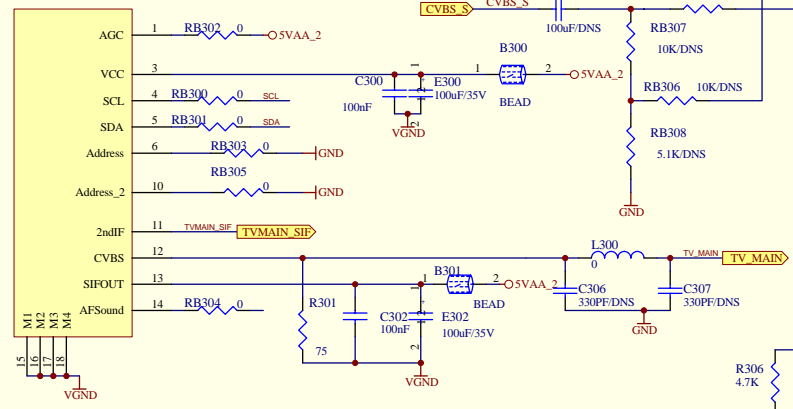 CVBS_S
CVBS_S
100uF/DNS
RB307
10K/DNS
AGC
1
RB302
0
5VAA_2
B300
VCC
3
C300
100nF
1
E300
100uF/35V
2
VGND
1
2
5VAA_2
BEAD
RB306
10K/DNS
SCL
4
RB300
0
SCL
SDA
5
RB301
0
SDA
RB308
5.1K/DNS
GND
Address
6
RB303
0
GND
Address_2
10
RB305
0
GND
2ndIF
11
TVMAIN_SIF
TVMAIN_SIF
CVBS
12
L300
0
TV_MAIN
TV_MAIN
SIFOUT
13
1
B301
2
5VAA_2
BEAD
C306
330PF/DNS
C307
330PF/DNS
GND
AFSound
14
RB304
0
R301
75
C302
100nF
1
E302
100uF/35V
2
VGND
M1
M2
M3
M4
15
16
17
18
VGND
R306
4.7K